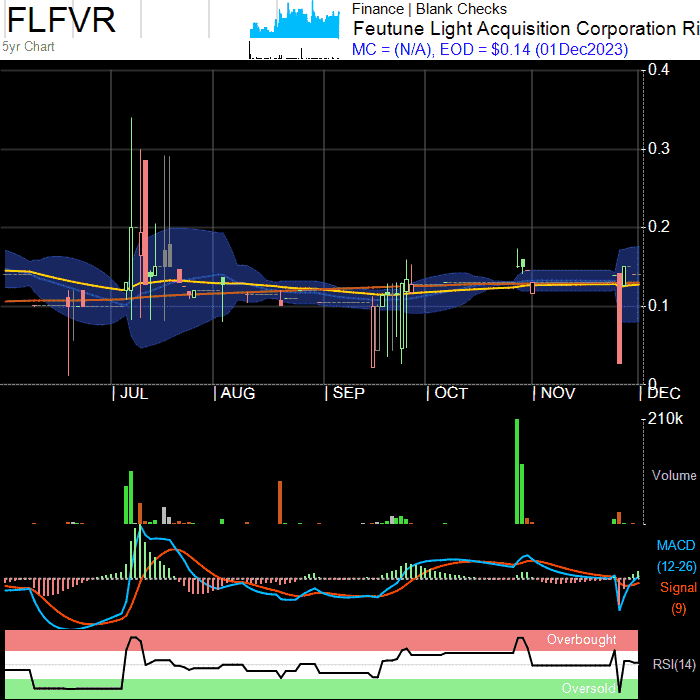 FLFVR
5yr Chart
Finance | Blank Checks
Feutune Light Acquisition Corporation Ri
MC = (N/A), EOD = $0.14 (01Dec2023)
0.4
0.3
0.2
0.1
0
JUL AUG SEP OCT NOV DEC
210k
Volume
MACD
(12-26)
Signal
(9)
Overbought
RSI(14)
Oversold